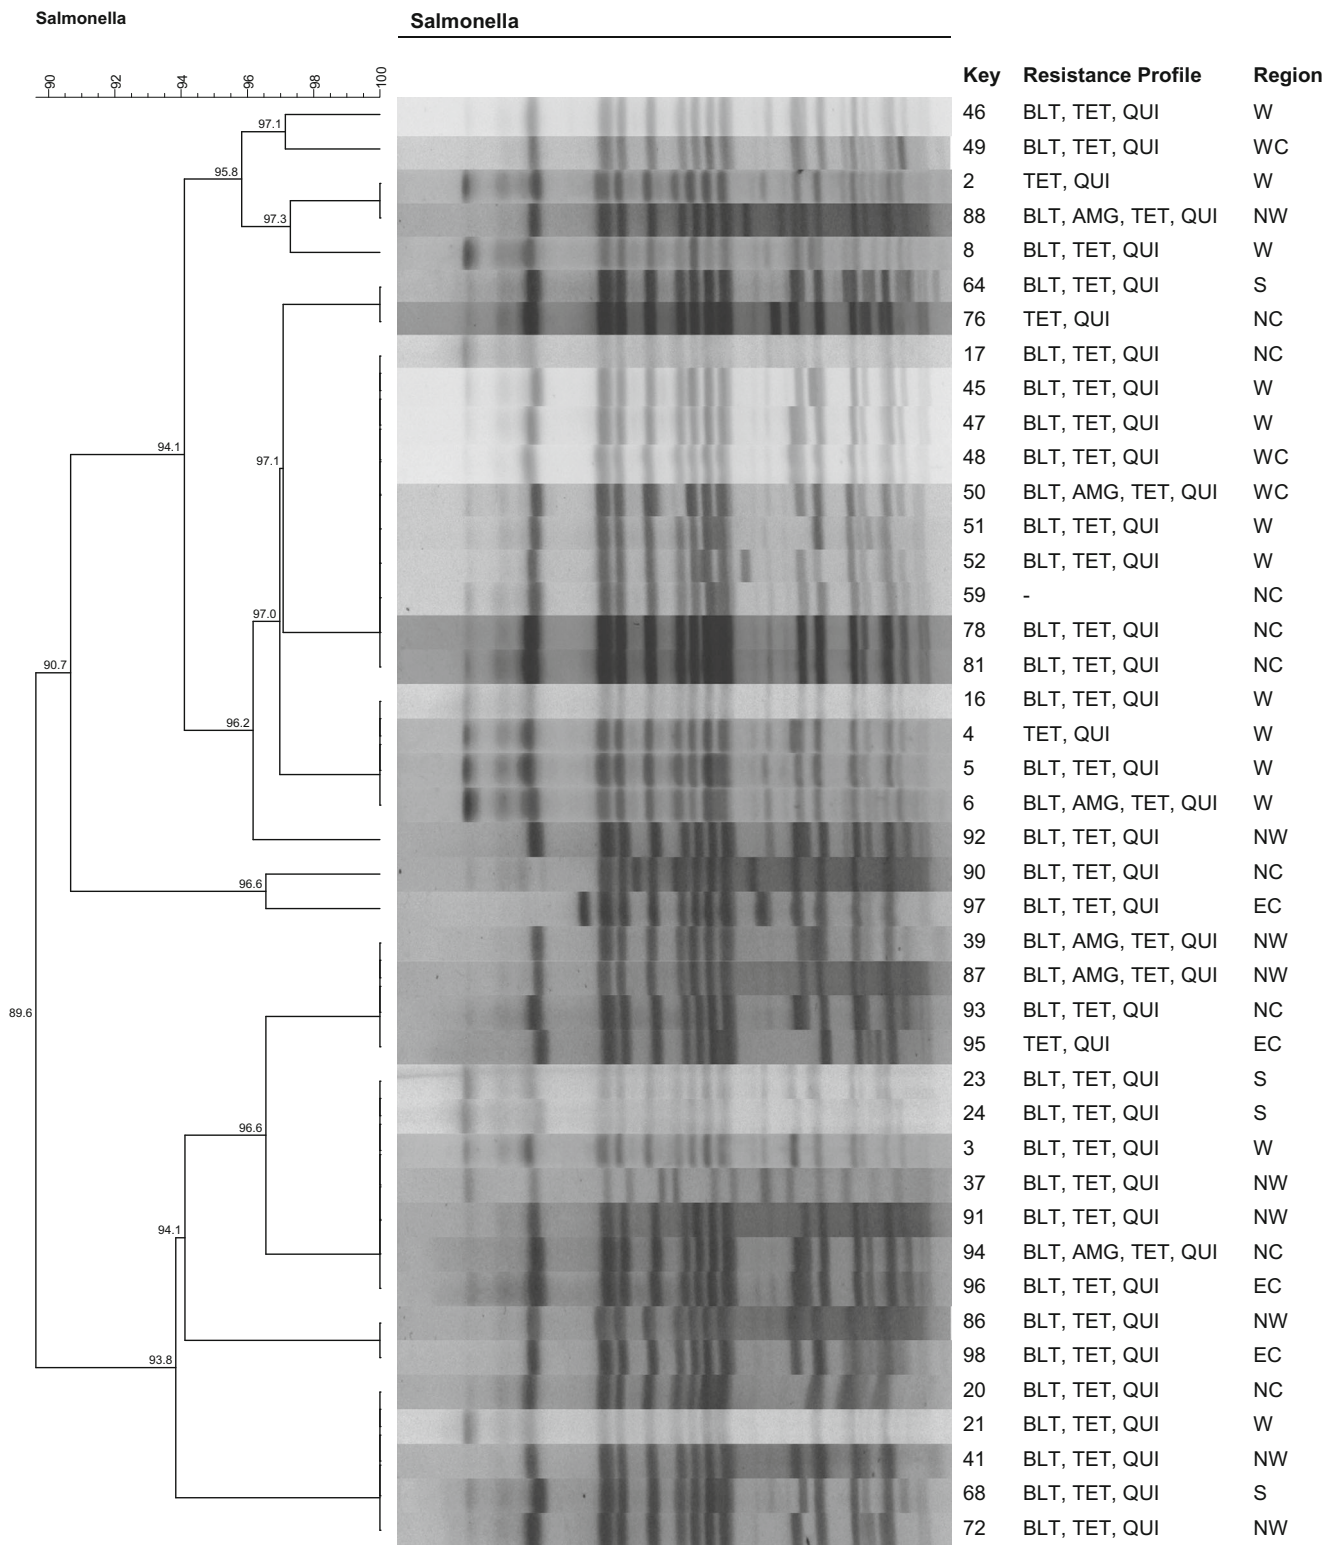 Salmonella
Salmonella
90 92 94 96 98 100
Key Resistance Profile Region
46 BLT, TET, QUI W
97.1
49 BLT, TET, QUI WC
95.8
2 TET, QUI W
97.3
88 BLT, AMG, TET, QUI NW
8 BLT, TET, QUI W
64 BLT, TET, QUI S
76 TET, QUI NC
17 BLT, TET, QUI NC
45 BLT, TET, QUI W
47 BLT, TET, QUI W
94.1
48 BLT, TET, QUI WC
97.1
50 BLT, AMG, TET, QUI WC
51 BLT, TET, QUI W
52 BLT, TET, QUI W
59 - NC
97.0
78 BLT, TET, QUI NC
90.7
81 BLT, TET, QUI NC
16 BLT, TET, QUI W
96.2
4 TET, QUI W
5 BLT, TET, QUI W
6 BLT, AMG, TET, QUI W
92 BLT, TET, QUI NW
90 BLT, TET, QUI NC
96.6
97 BLT, TET, QUI EC
39 BLT, AMG, TET, QUI NW
87 BLT, AMG, TET, QUI NW
93 BLT, TET, QUI NC
89.6
95 TET, QUI EC
23 BLT, TET, QUI S
24 BLT, TET, QUI S
96.6
3 BLT, TET, QUI W
37 BLT, TET, QUI NW
91 BLT, TET, QUI NW
94.1
94 BLT, AMG, TET, QUI NC
96 BLT, TET, QUI EC
86 BLT, TET, QUI NW
98 BLT, TET, QUI EC
93.8
20 BLT, TET, QUI NC
21 BLT, TET, QUI W
41 BLT, TET, QUI NW
68 BLT, TET, QUI S
72 BLT, TET, QUI NW